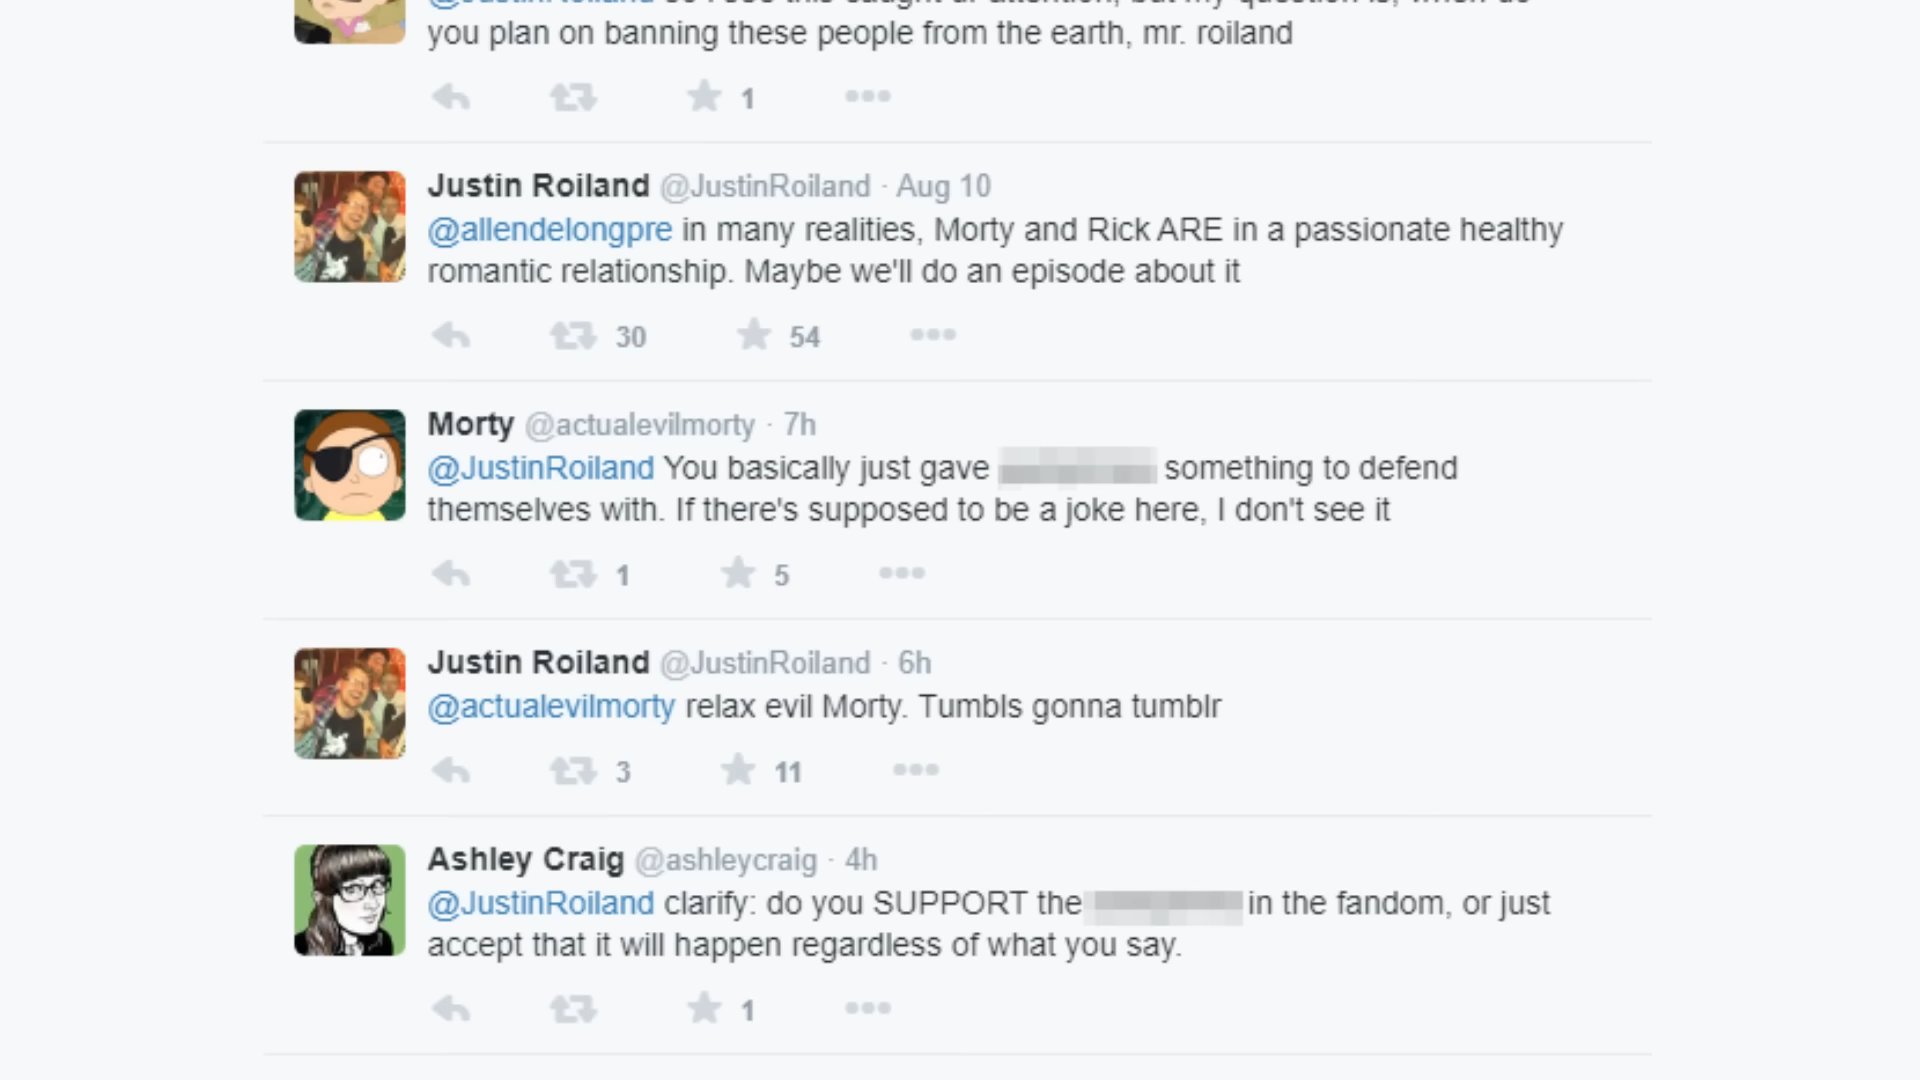 you plan on banning these people from the earth, mr. roiland
1
Justin Roiland @JustinRoiland · Aug 10
@allendelongpre in many realities, Morty and Rick ARE in a passionate healthy
romantic relationship. Maybe we'll do an episode about it
30 54
Morty @actualevilmorty · 7h
@JustinRoiland You basically just gave something to defend
themselves with. If there's supposed to be a joke here, I don't see it
1 5
Justin Roiland @JustinRoiland · 6h
@actualevilmorty relax evil Morty. Tumbls gonna tumblr
3 11
Ashley Craig @ashleycraig · 4h
@JustinRoiland clarify: do you SUPPORT the in the fandom, or just
accept that it will happen regardless of what you say.
1